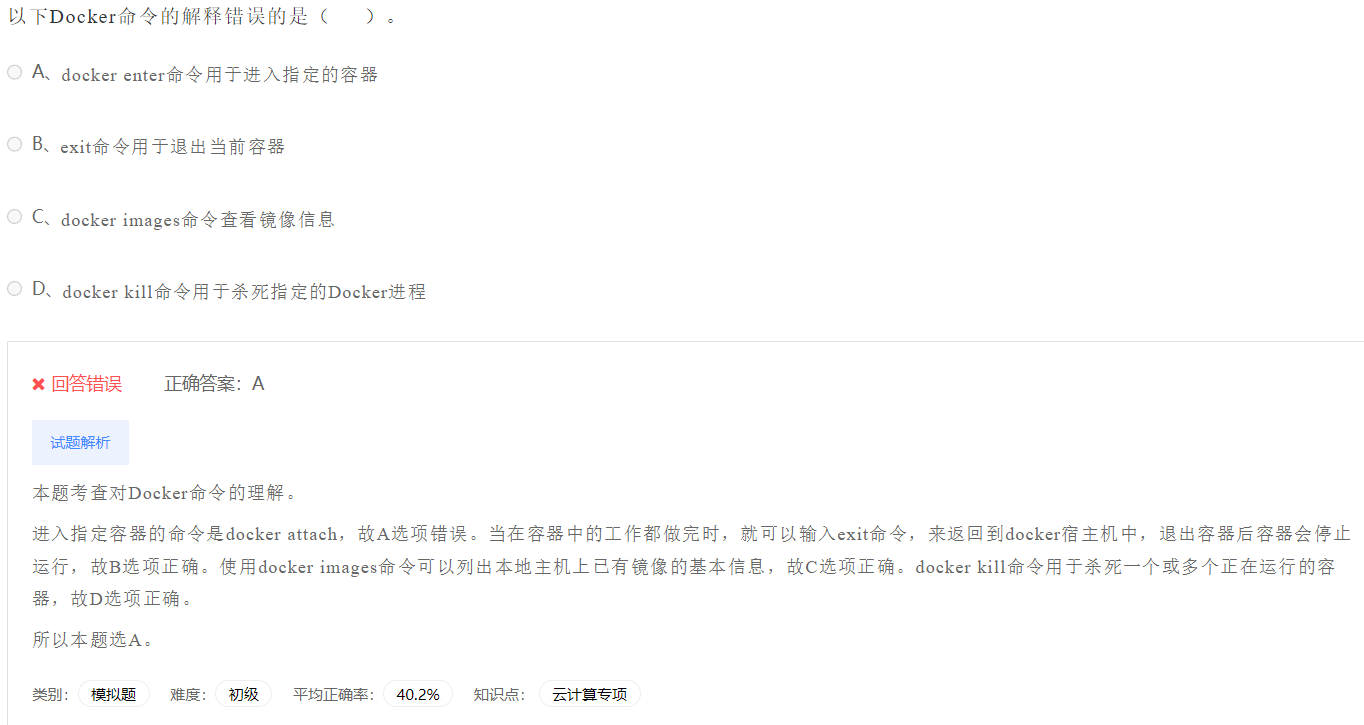 以下Docker命令的解释错误的是（　　）。
A、docker enter命令用于进入指定的容器
B、exit命令用于退出当前容器
C、docker images命令查看镜像信息
D、docker kill命令用于杀死指定的Docker进程
✖ 回答错误 正确答案：A
试题解析
本题考查对Docker命令的理解。
进入指定容器的命令是docker attach，故A选项错误。当在容器中的工作都做完时，就可以输入exit命令，来返回到docker宿主机中，退出容器后容器会停止
运行，故B选项正确。使用docker images命令可以列出本地主机上已有镜像的基本信息，故C选项正确。docker kill命令用于杀死一个或多个正在运行的容
器，故D选项正确。
所以本题选A。
类别： 模拟题 难度： 初级 平均正确率： 40.2% 知识点： 云计算专项